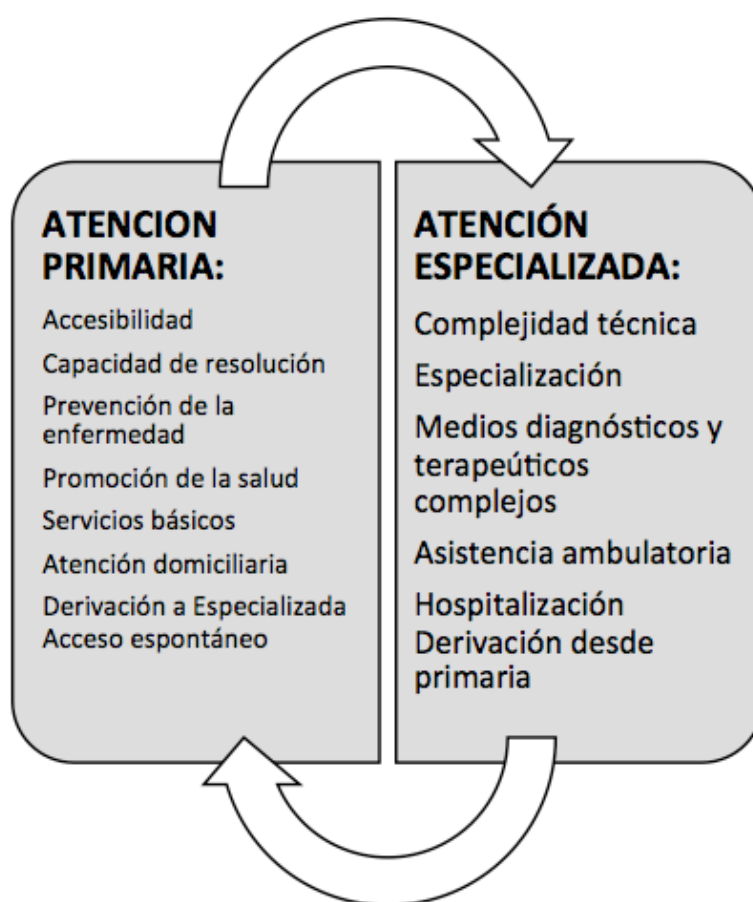 ATENCION
PRIMARIA:
Accesibilidad
Capacidad de resolución
Prevención de la
enfermedad
Promoción de la salud
Servicios básicos
Atención domiciliaria
Derivación a Especializada
Acceso espontáneo
ATENCIÓN
ESPECIALIZADA:
Complejidad técnica
Especialización
Medios diagnósticos y
terapeúticos
complejos
Asistencia ambulatoria
Hospitalización
Derivación desde
primaria